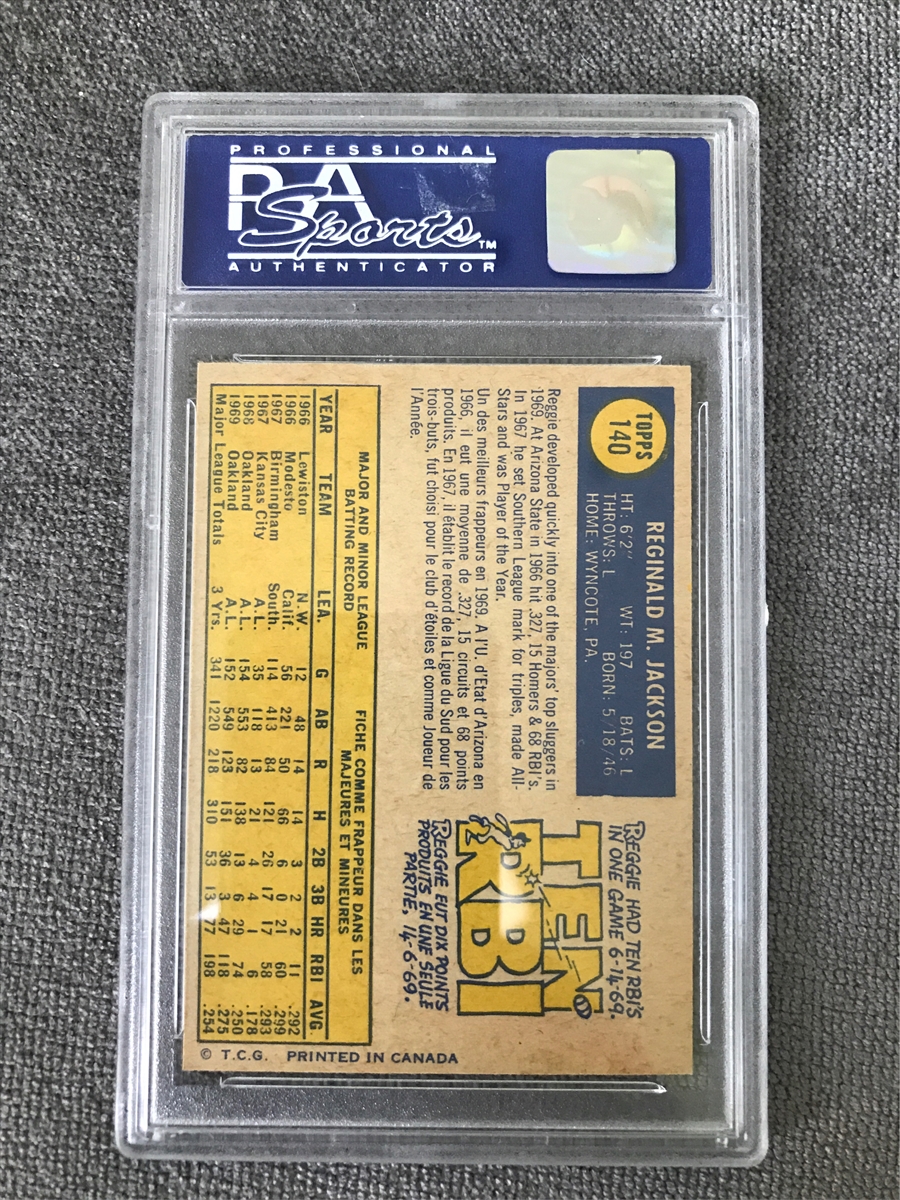 PROFESSIONAL
PSA
Sports™
AUTHENTICATOR
TOPPS
140
REGINALD M. JACKSON
HT: 6'2" WT: 197 BATS: L
THROWS: L BORN: 5/18/46
HOME: WYNCOTE, PA.
Reggie developed quickly into one of the majors' top sluggers in
1969. At Arizona State in 1966 hit .327, 15 Homers & 68 RBI's.
In 1967 he set Southern League mark for triples, made All-
Stars and was Player of the Year.
Un des meilleurs frappeurs en 1969. A l'U. d'Etat d'Arizona en
1966, il eut une moyenne de .327, 15 circuits et 68 points
produits. En 1967, il établit le record de la Ligue du Sud pour les
trois-buts, fut choisi pour le club d'étoiles et comme Joueur de
l'Année.
REGGIE HAD TEN RBI'S
IN ONE GAME 6-14-69.
TEN
RBI
REGGIE EUT DIX POINTS
PRODUITS EN UNE SEULE
PARTIE, 14-6-69.
MAJOR AND MINOR LEAGUE FICHE COMME FRAPPEUR DANS LES
BATTING RECORD MAJEURES ET MINEURES
YEAR TEAM LEA. G AB R H 2B 3B HR RBI AVG.
1966 Lewiston N.W. 12 48 14 14 3 2 2 11 .292
1966 Modesto Calif. 56 221 50 66 6 0 21 60 .299
1967 Birmingham South. 114 413 84 121 26 17 17 58 .293
1967 Kansas City A.L. 35 118 13 21 4 4 1 6 .178
1968 Oakland A.L. 154 553 82 138 13 6 29 74 .250
1969 Oakland A.L. 152 549 123 151 36 3 47 118 .275
Major League Totals 3 Yrs. 341 1220 218 310 53 13 77 198 .254
© T.C.G. PRINTED IN CANADA